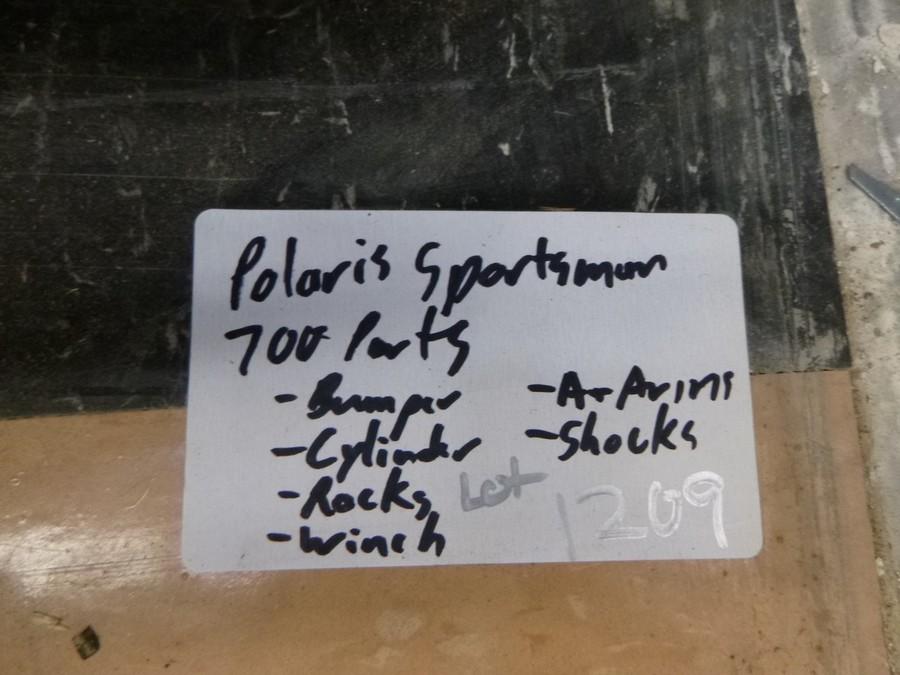 Polaris Sportsman
700 Parts
-Bumper
-Cylinder
-Racks
-Winch
-A-Arms
-Shocks
Lot 1209